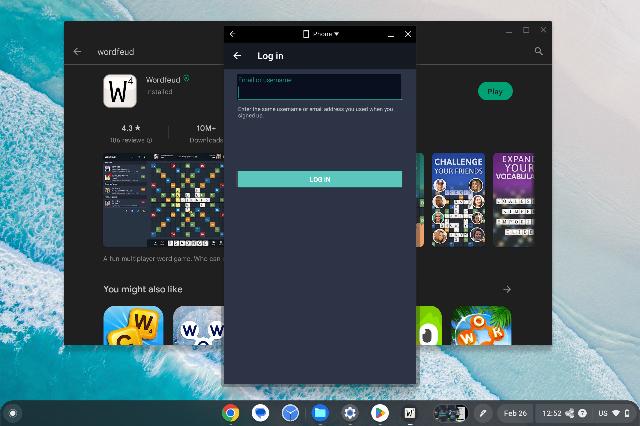 Phone ▼
wordfeud
Log in
Wordfeud
Installed
Play
Email or username
Enter the same username or email address you used when you
signed up.
4.3 ★
10M+
186 reviews
Downloads
LOG IN
CHALLENGE
YOUR FRIENDS
EXPAND
YOUR
VOCABULA
A fun multiplayer word game. Who can
You might also like
Feb 26
12:52
US